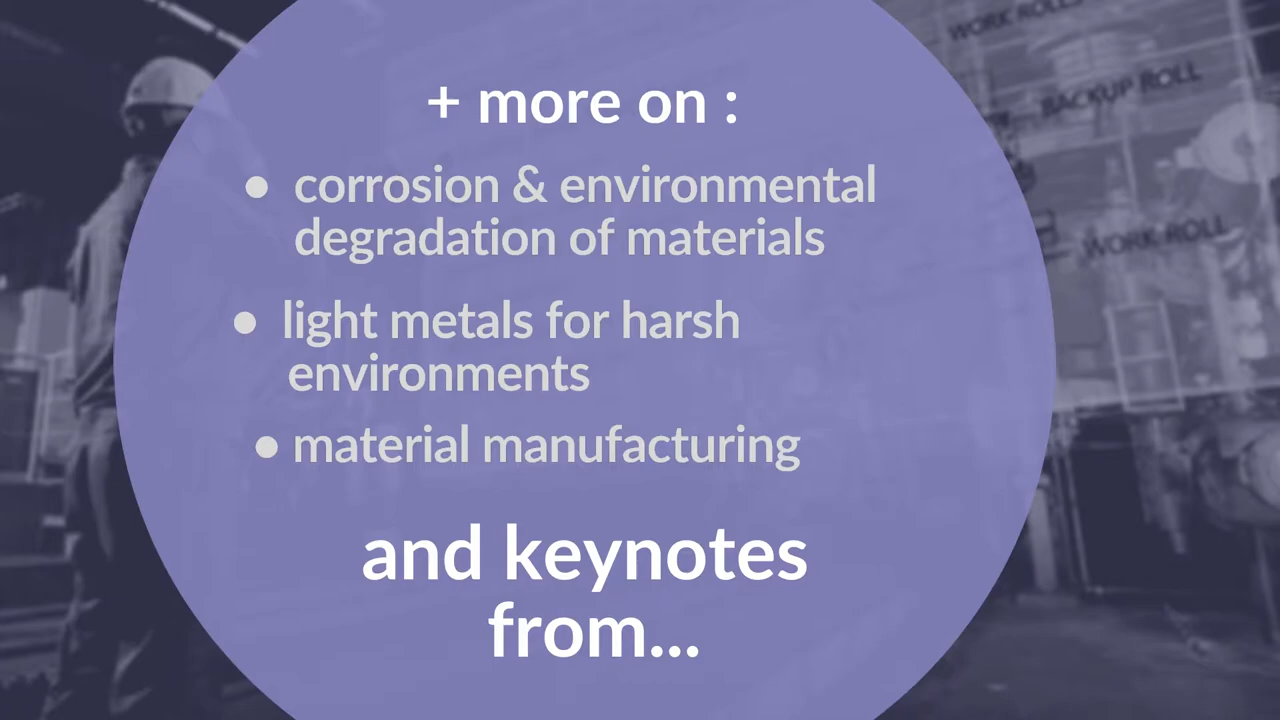 + more on :
• corrosion & environmental
degradation of materials
• light metals for harsh
environments
• material manufacturing
and keynotes
from...
WORK ROLLS
BACKUP ROLL
WORK ROLL